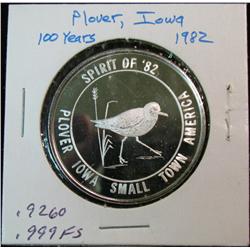 Plover, Iowa
100 Years 1982
SPIRIT OF '82
PLOVER IOWA SMALL TOWN AMERICA
.9260
.999 FS